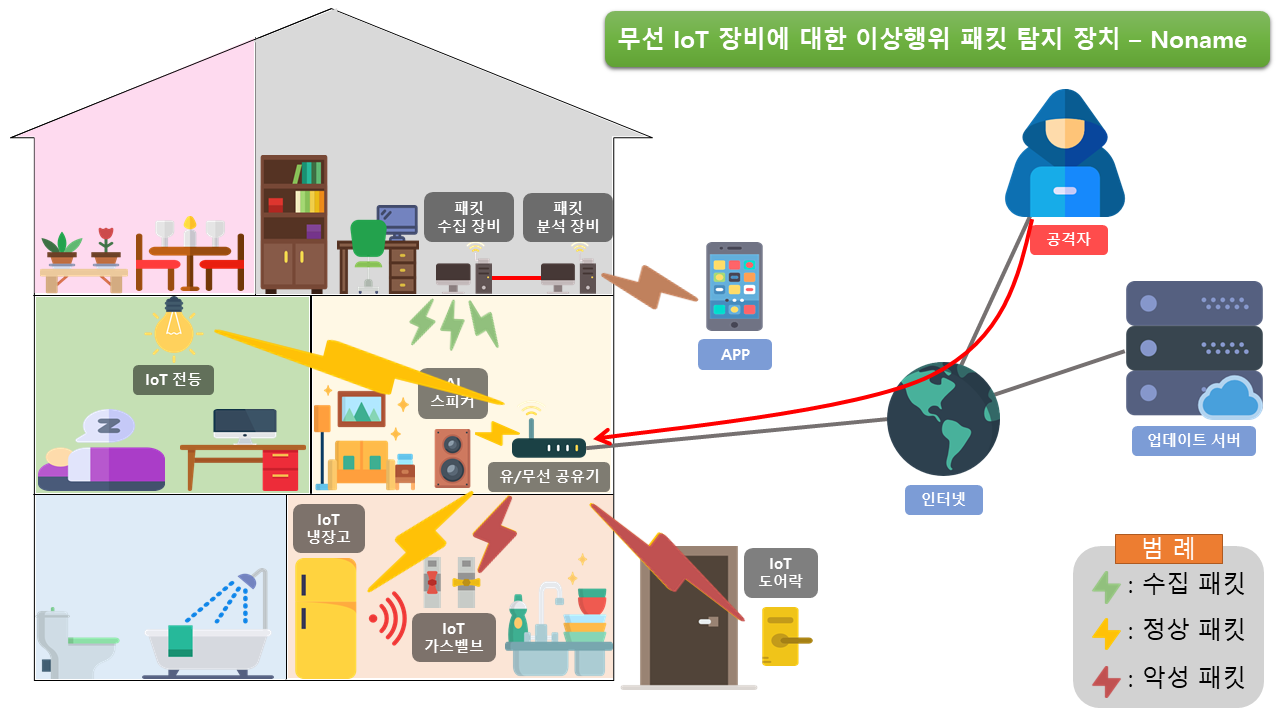 무선 IoT 장비에 대한 이상행위 패킷 탐지 장치 – Noname
패킷
수집 장비
패킷
분석 장비
공격자
APP
IoT 전등
AI
스피커
업데이트 서버
유/무선 공유기
인터넷
IoT
냉장고
IoT
도어락
IoT
가스벨브
범 례
: 수집 패킷
: 정상 패킷
: 악성 패킷